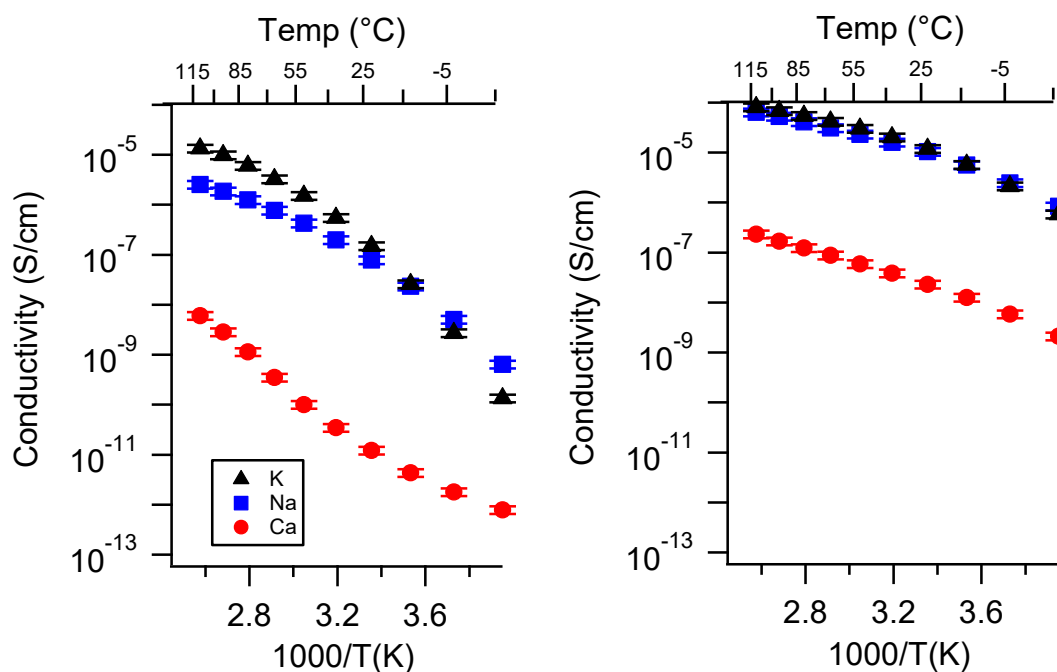 Temp (°C)
115 85 55 25 -5
Conductivity (S/cm)
10-5
10-7
10-9
10-11
10-13
K
Na
Ca
2.8 3.2 3.6
1000/T(K)
Temp (°C)
115 85 55 25 -5
Conductivity (S/cm)
10-5
10-7
10-9
10-11
10-13
2.8 3.2 3.6
1000/T(K)